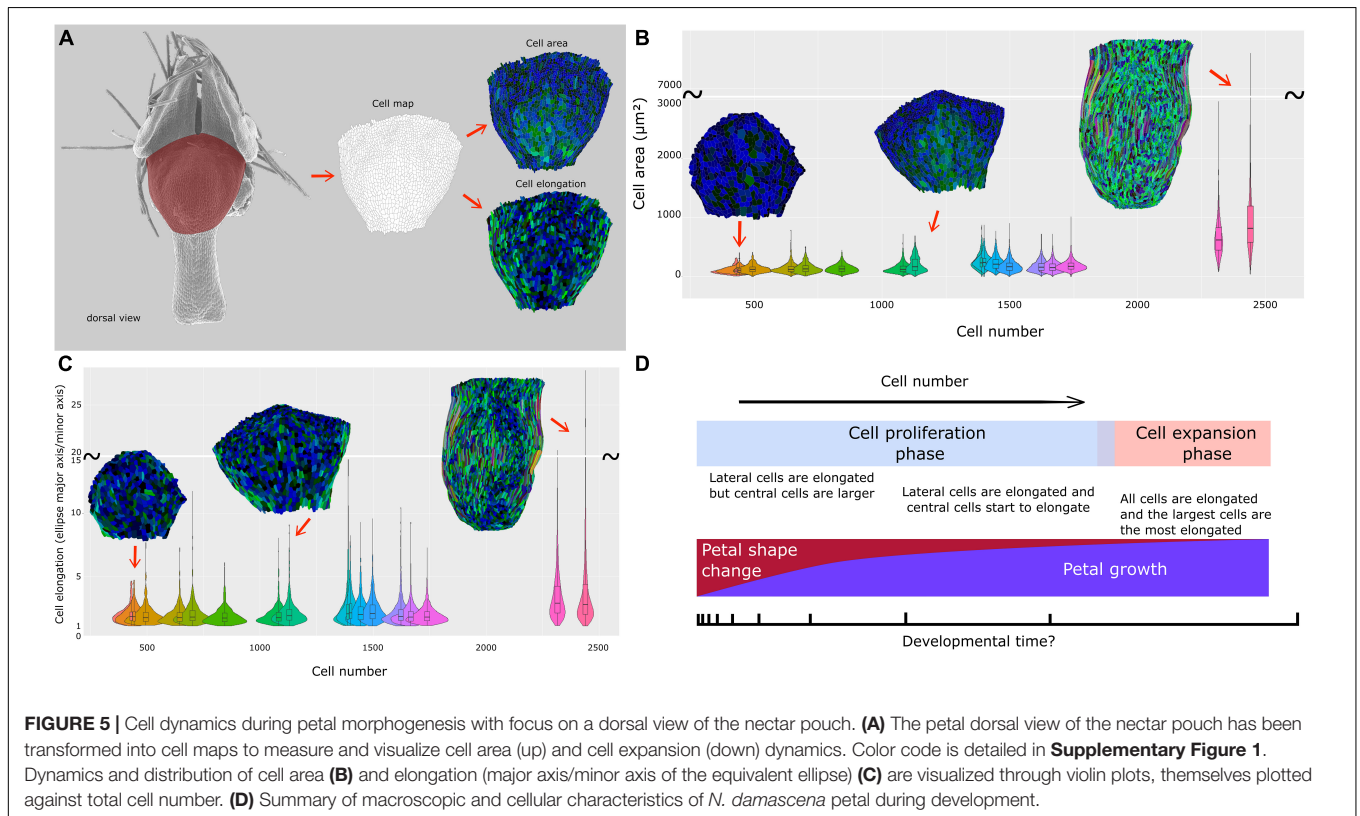 A
Cell area
Cell map
Cell elongation
dorsal view
B
Cell area (µm²)
7000
3000
2000
1000
0
500
1000
1500
2000
2500
Cell number
C
Cell elongation (ellipse major axis/minor axis)
25
20
15
10
5
1
0
500
1000
1500
2000
2500
Cell number
D
Cell number
Cell proliferation
phase
Cell expansion
phase
Lateral cells are elongated
but central cells are larger
Lateral cells are elongated and
central cells start to elongate
All cells are elongated
and the largest cells are
the most elongated
Petal shape
change
Petal growth
Developmental time?
FIGURE 5 | Cell dynamics during petal morphogenesis with focus on a dorsal view of the nectar pouch. (A) The petal dorsal view of the nectar pouch has been
transformed into cell maps to measure and visualize cell area (up) and cell expansion (down) dynamics. Color code is detailed in Supplementary Figure 1.
Dynamics and distribution of cell area (B) and elongation (major axis/minor axis of the equivalent ellipse) (C) are visualized through violin plots, themselves plotted
against total cell number. (D) Summary of macroscopic and cellular characteristics of N. damascena petal during development.